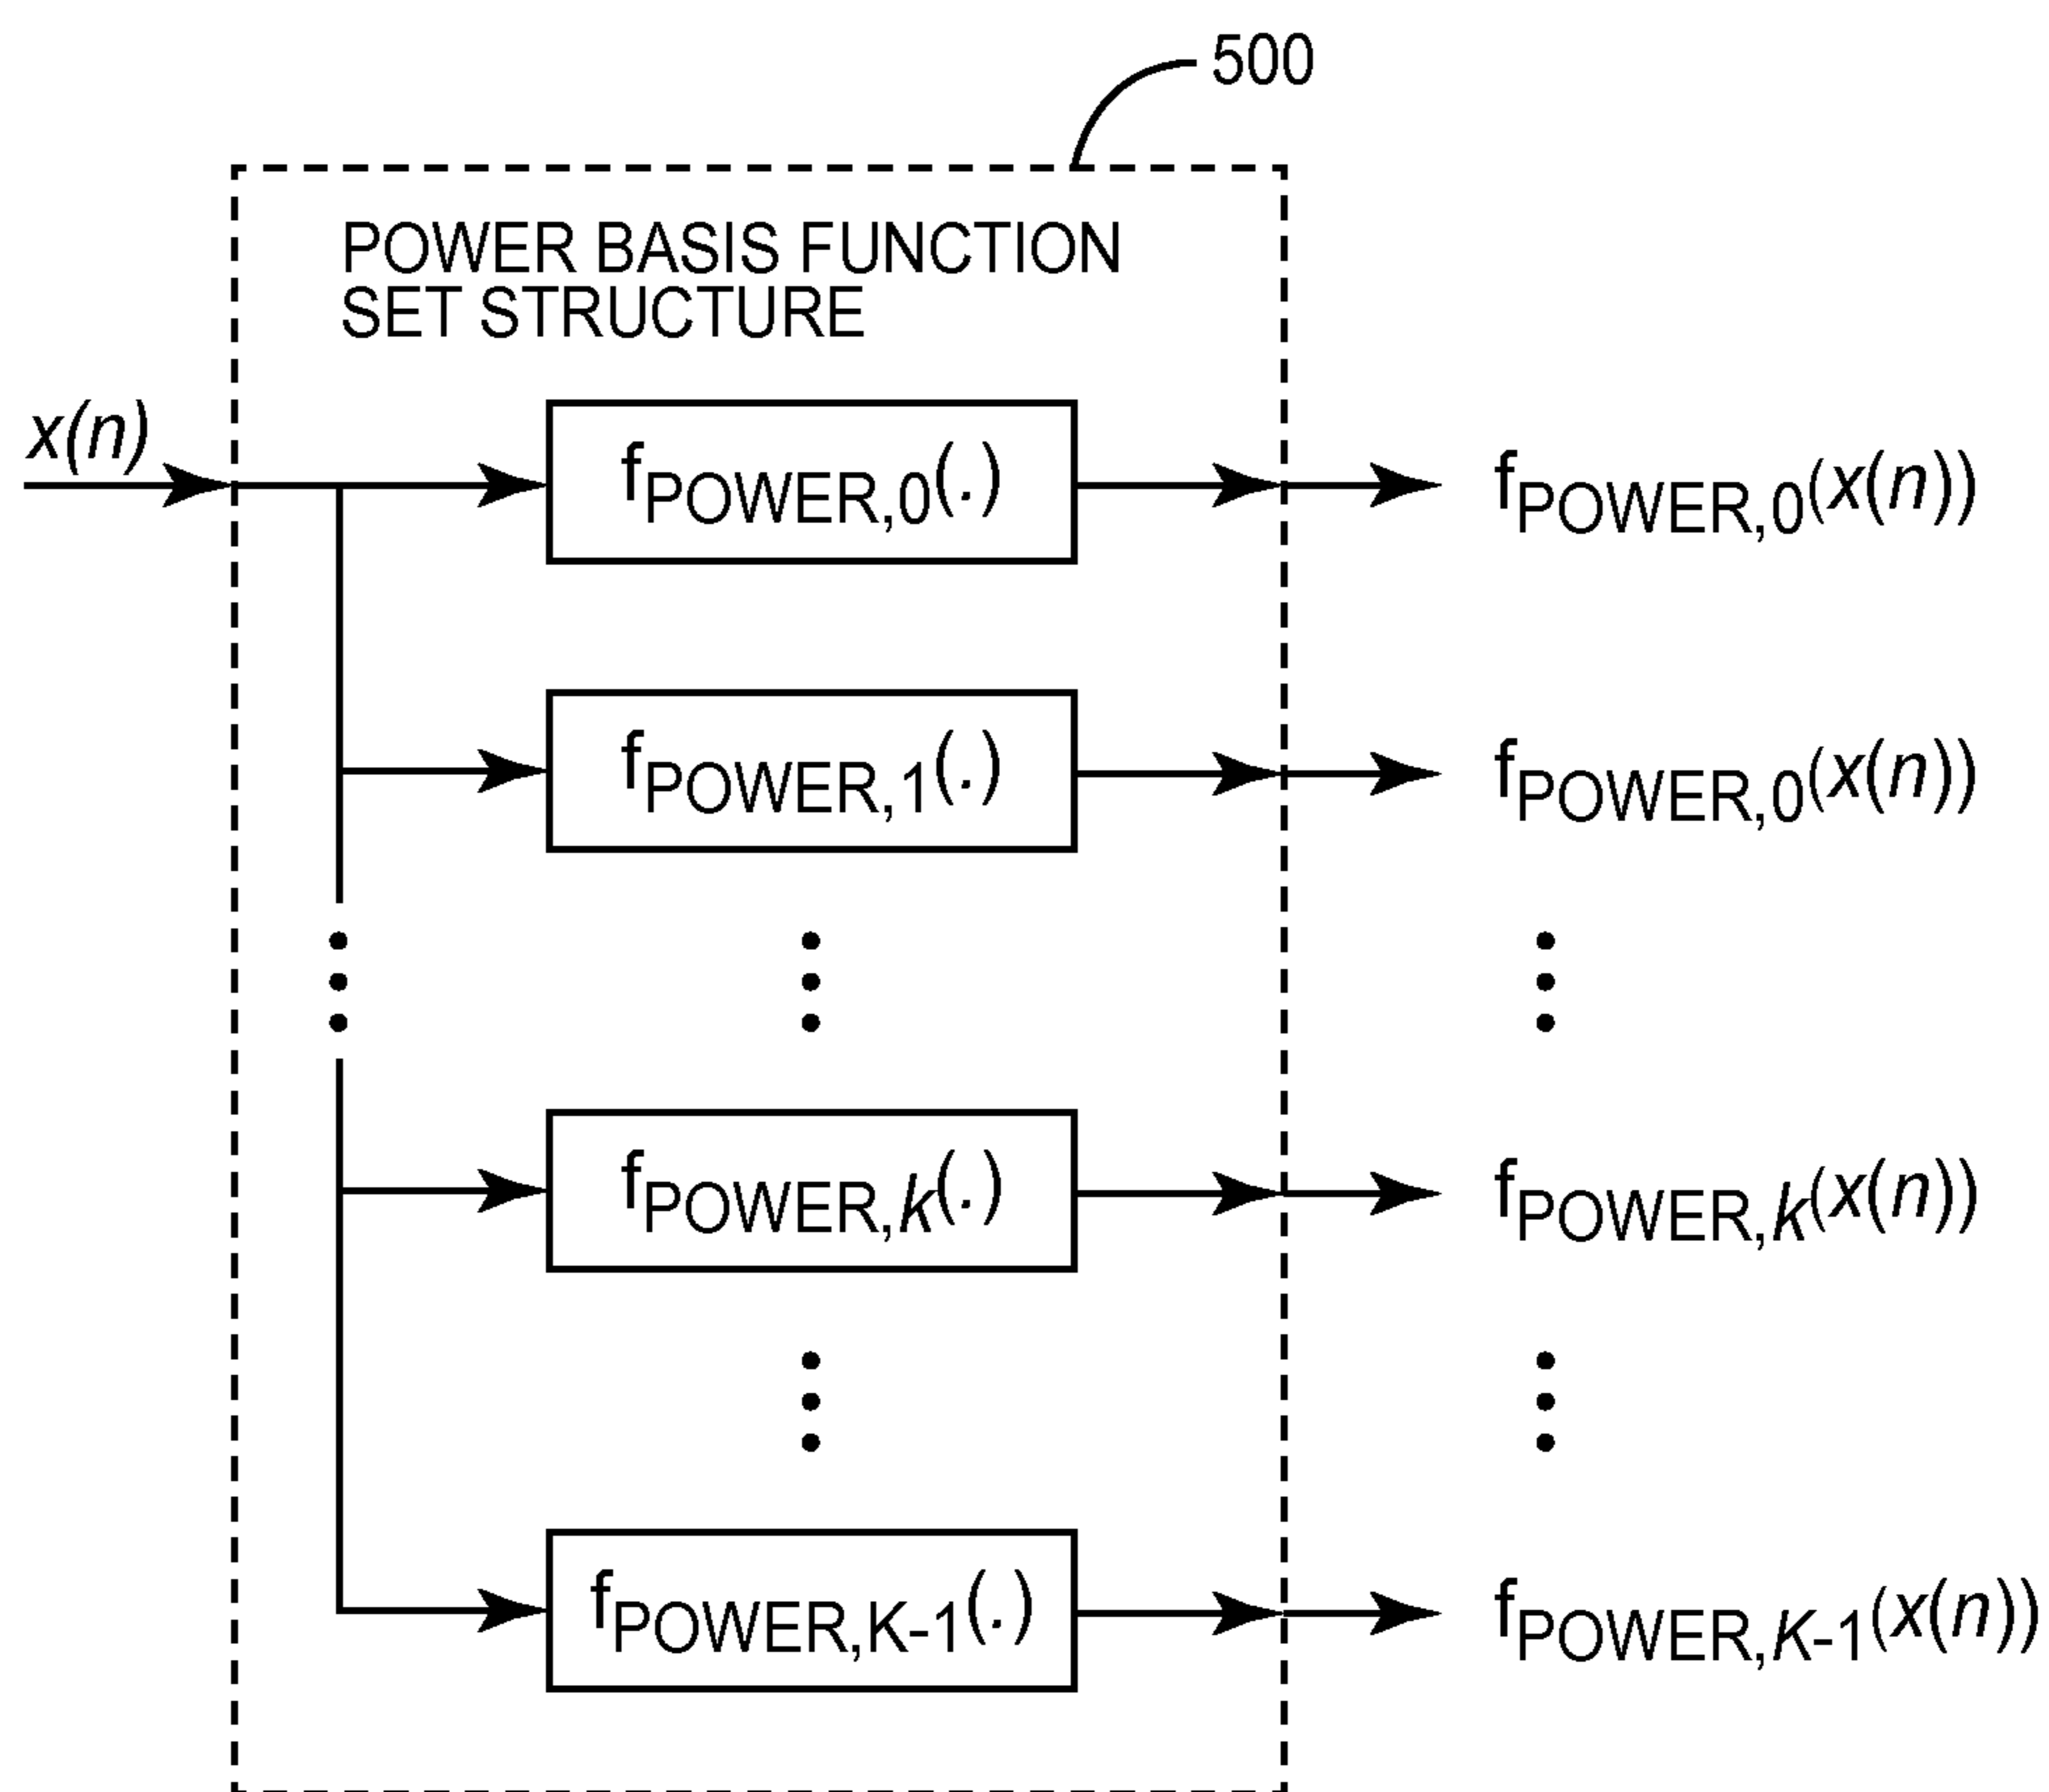 500
POWER BASIS FUNCTION
SET STRUCTURE
x(n)
fPOWER,0(.)
fPOWER,0(x(n))
fPOWER,1(.)
fPOWER,0(x(n))
fPOWER,k(.)
fPOWER,k(x(n))
fPOWER,K-1(.)
fPOWER,K-1(x(n))